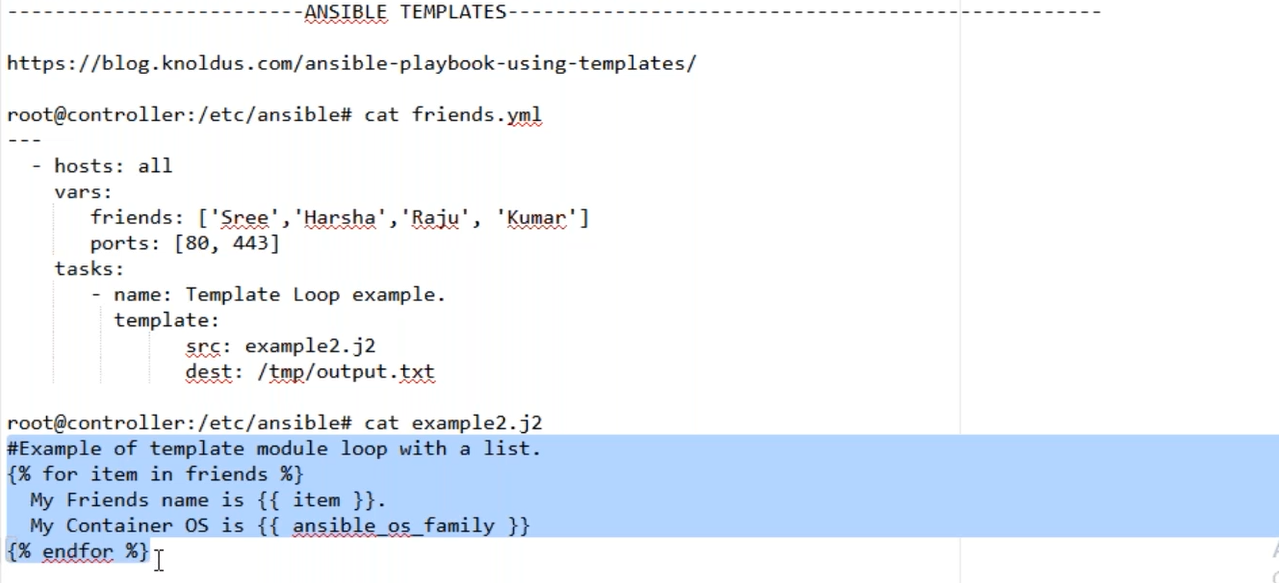 -------------------------ANSIBLE TEMPLATES--------------------------------------------------
https://blog.knoldus.com/ansible-playbook-using-templates/
root@controller:/etc/ansible# cat friends.yml
---
  - hosts: all
    vars:
       friends: ['Sree','Harsha','Raju', 'Kumar']
       ports: [80, 443]
    tasks:
       - name: Template Loop example.
         template:
               src: example2.j2
               dest: /tmp/output.txt
root@controller:/etc/ansible# cat example2.j2
#Example of template module loop with a list.
{% for item in friends %}
  My Friends name is {{ item }}.
  My Container OS is {{ ansible_os_family }}
{% endfor %}